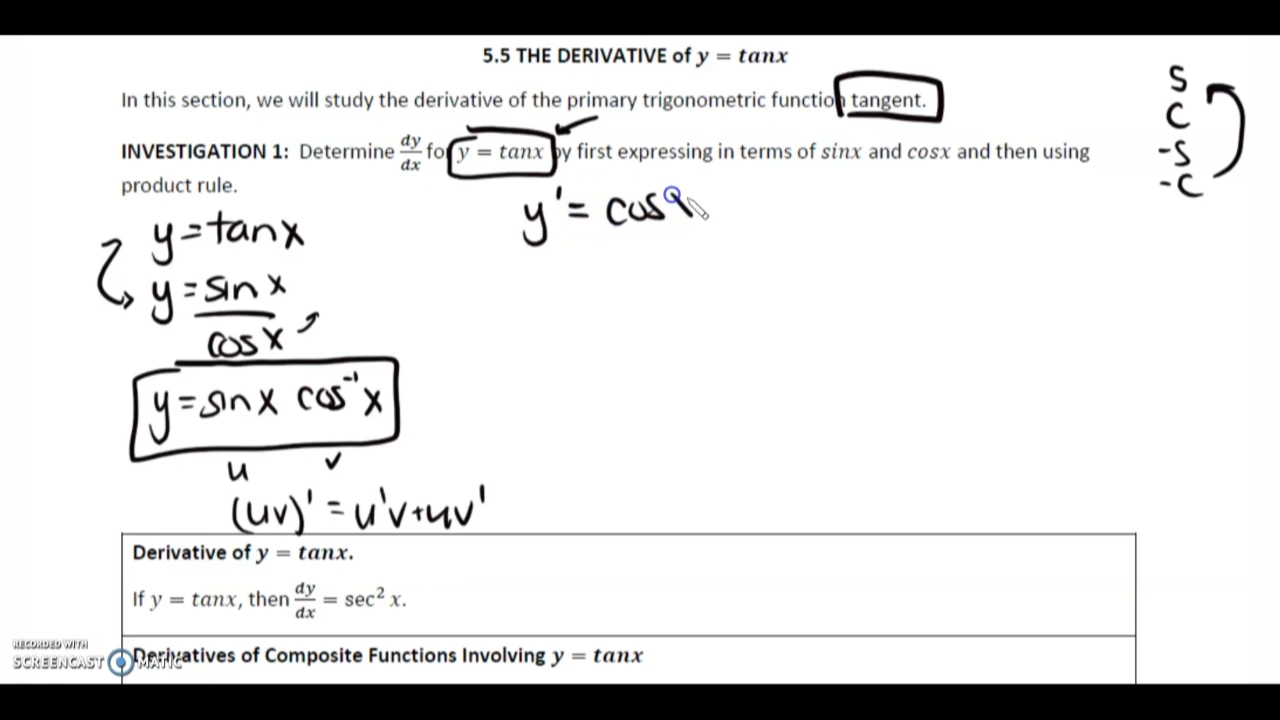 5.5 THE DERIVATIVE of y = tanx
In this section, we will study the derivative of the primary trigonometric function tangent.
INVESTIGATION 1: Determine dy/dx for y = tanx by first expressing in terms of sinx and cosx and then using
product rule.
S
C
-S
-C
y' = cos
y = tanx
y = sin x
cos x
y = sinx cos⁻¹x
u v
(uv)' = u'v+uv'
Derivative of y = tanx.
If y = tanx, then dy/dx = sec² x.
RECORDED WITH
SCREENCAST MATIC
Derivatives of Composite Functions Involving y = tanx